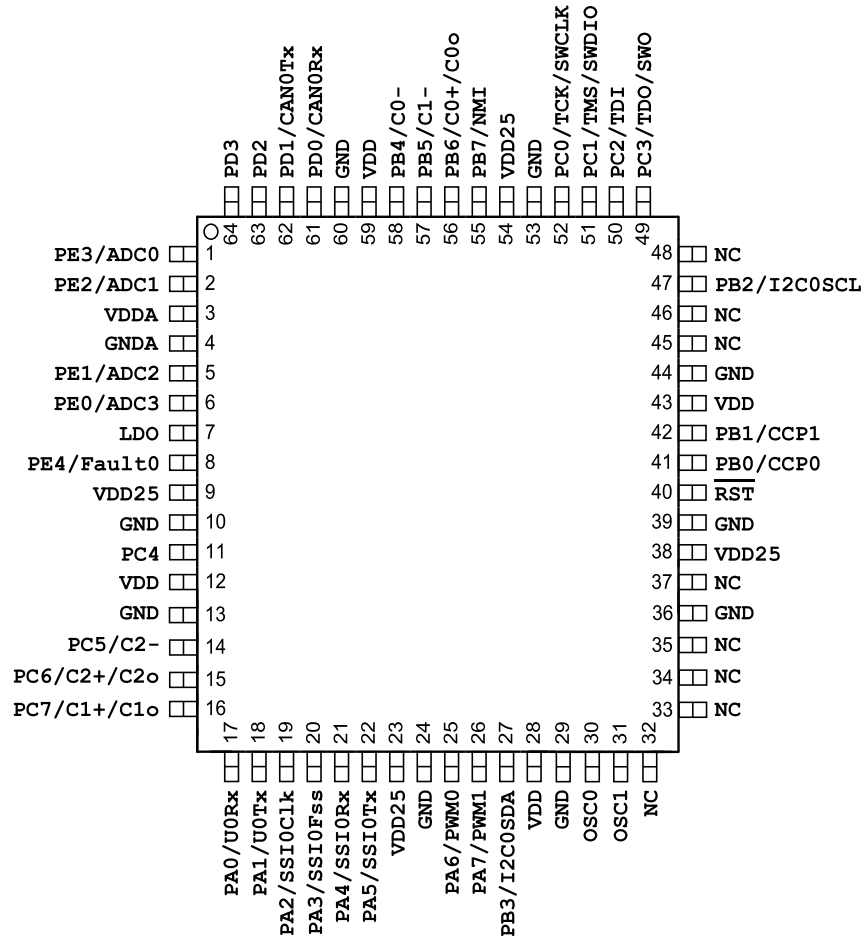 PD3
PD2
PD1/CAN0Tx
PD0/CAN0Rx
GND
VDD
PB4/C0-
PB5/C1-
PB6/C0+/C0o
PB7/NMI
VDD25
GND
PC0/TCK/SWCLK
PC1/TMS/SWDIO
PC2/TDI
PC3/TDO/SWO
64
63
62
61
60
59
58
57
56
55
54
53
52
51
50
49
PE3/ADC0 1
PE2/ADC1 2
VDDA 3
GNDA 4
PE1/ADC2 5
PE0/ADC3 6
LDO 7
PE4/Fault0 8
VDD25 9
GND 10
PC4 11
VDD 12
GND 13
PC5/C2- 14
PC6/C2+/C2o 15
PC7/C1+/C1o 16
48 NC
47 PB2/I2C0SCL
46 NC
45 NC
44 GND
43 VDD
42 PB1/CCP1
41 PB0/CCP0
40 RST
39 GND
38 VDD25
37 NC
36 GND
35 NC
34 NC
33 NC
17
18
19
20
21
22
23
24
25
26
27
28
29
30
31
32
PA0/U0Rx
PA1/U0Tx
PA2/SSI0Clk
PA3/SSI0Fss
PA4/SSI0Rx
PA5/SSI0Tx
VDD25
GND
PA6/PWM0
PA7/PWM1
PB3/I2C0SDA
VDD
GND
OSC0
OSC1
NC